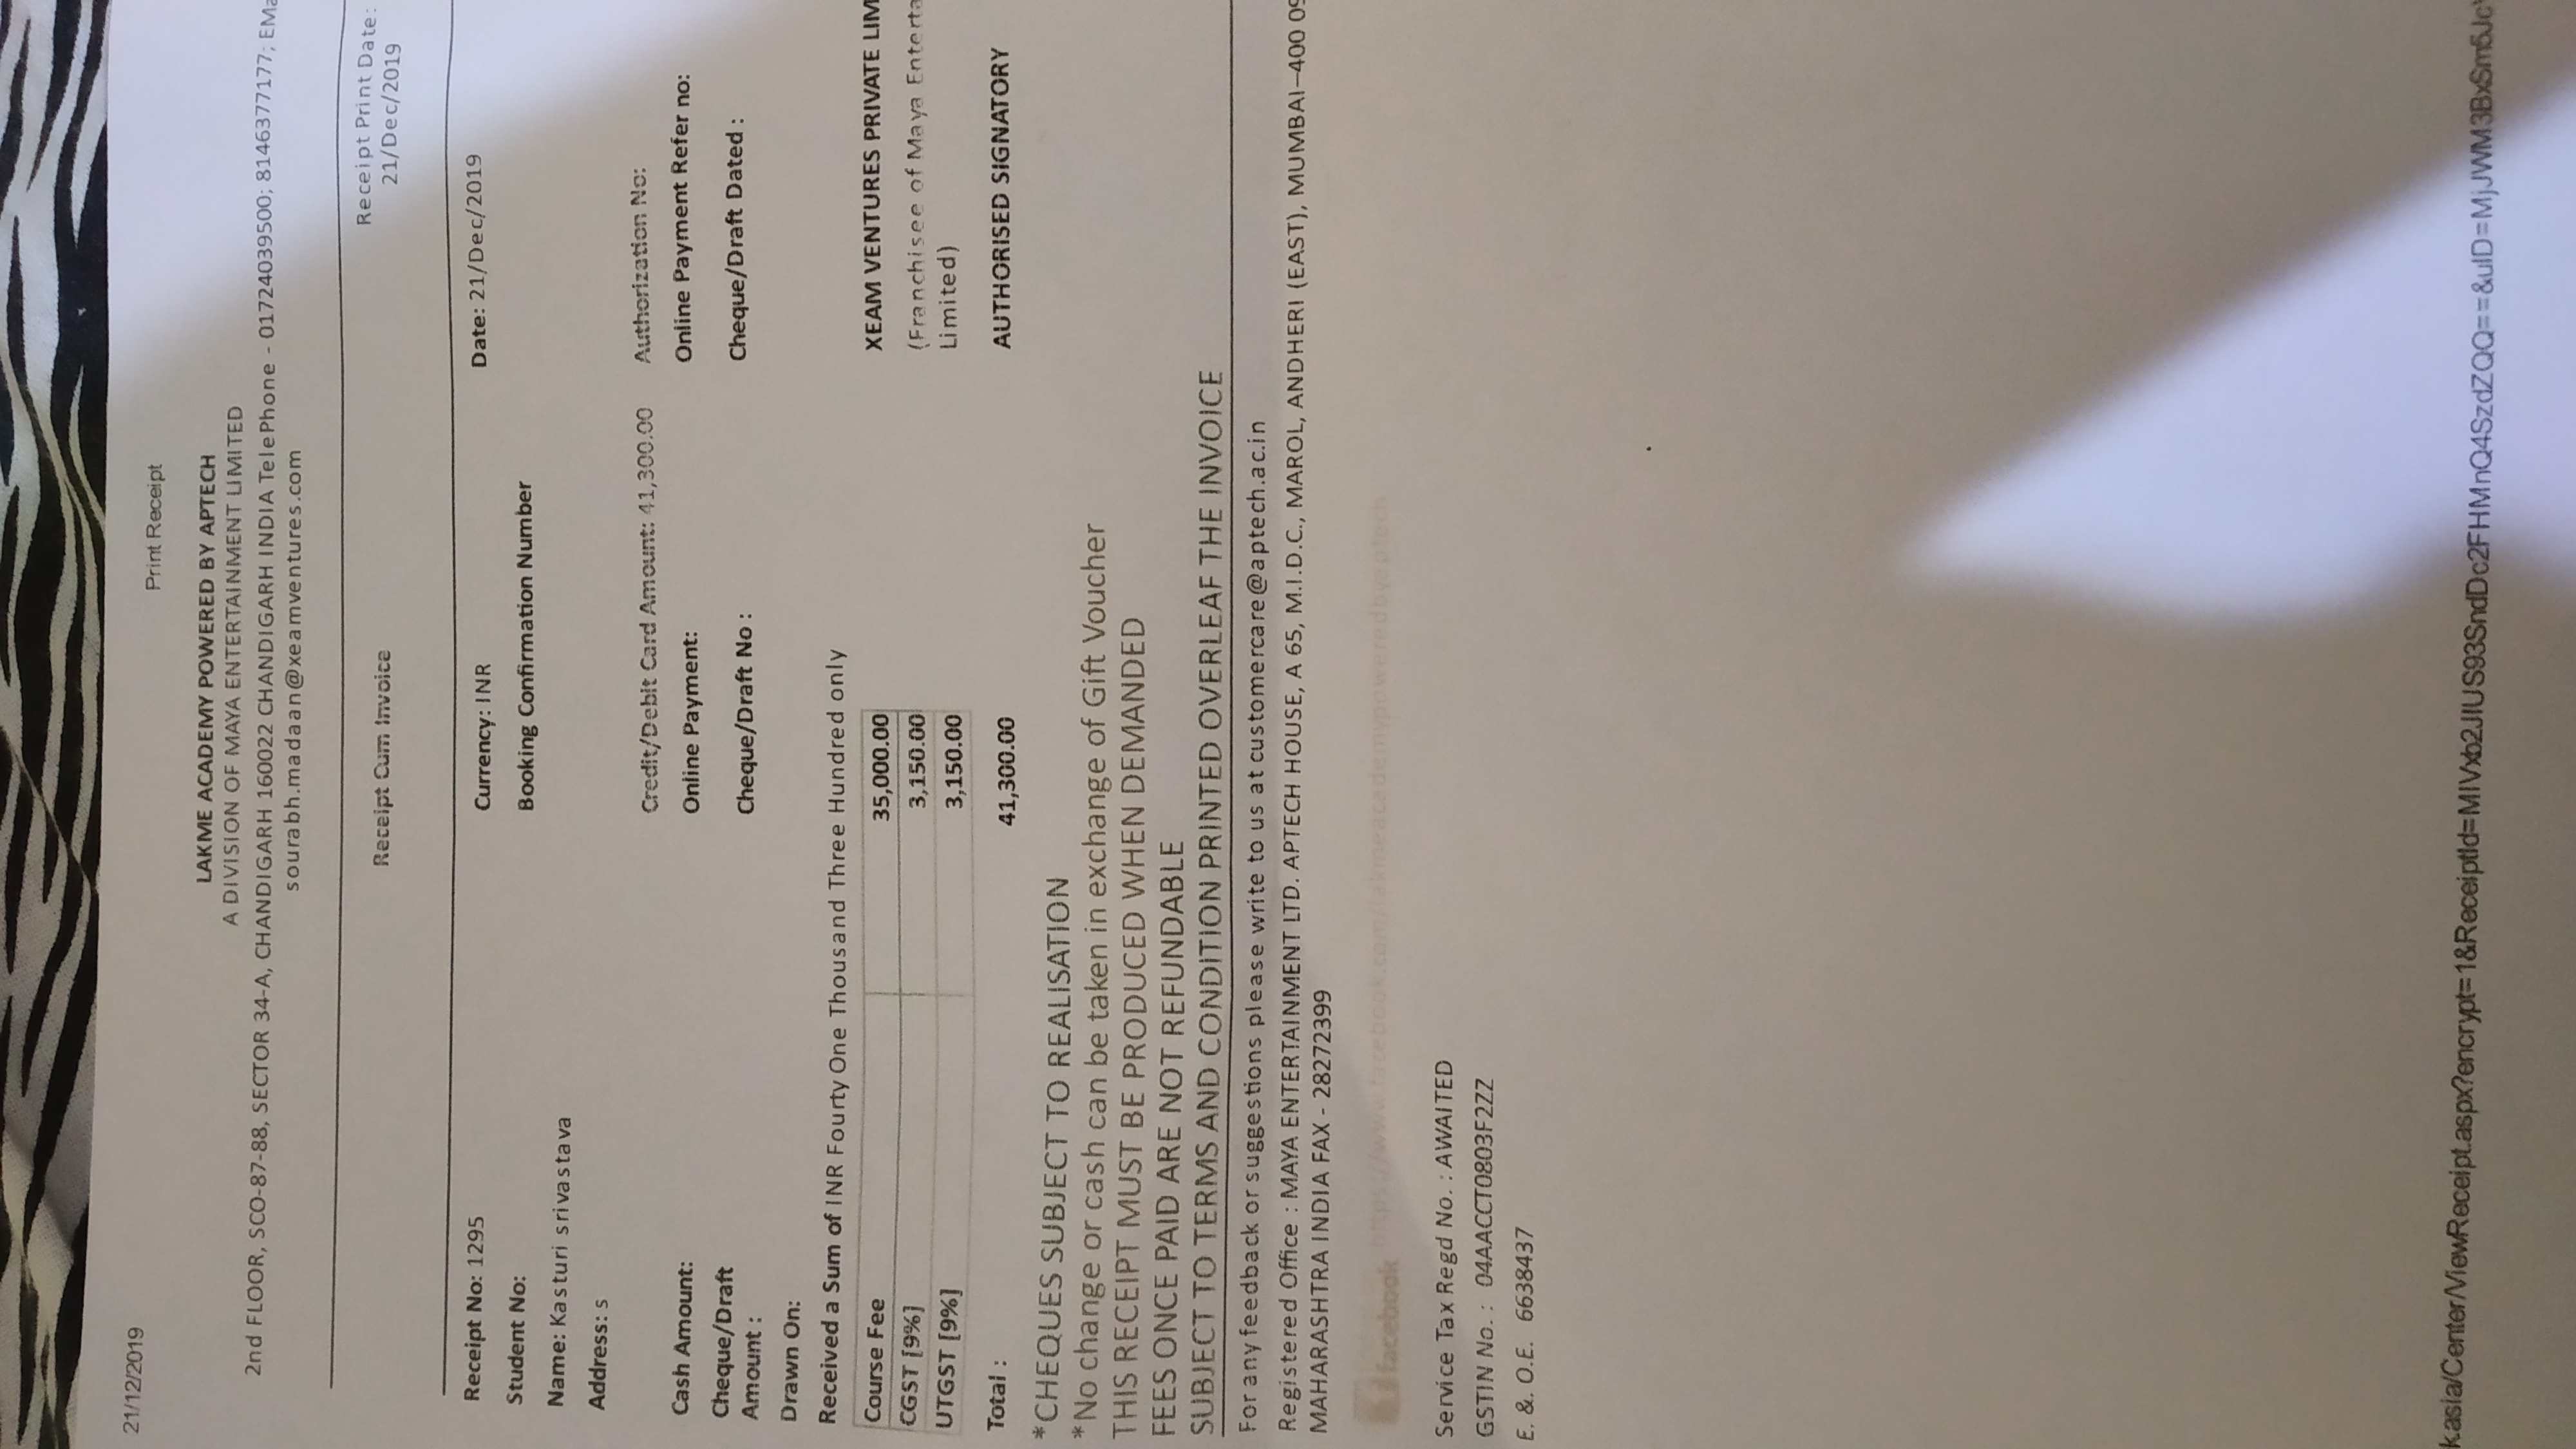 21/12/2019
Print Receipt
LAKME ACADEMY POWERED BY APTECH
A DIVISION OF MAYA ENTERTAINMENT LIMITED
2nd FLOOR, SCO-87-88, SECTOR 34-A, CHANDIGARH 160022 CHANDIGARH INDIA TelePhone - 01724039500; 8146377177; EMa
sourabh.madaan@xeamventures.com
Receipt Cum Invoice
Receipt Print Date:
21/Dec/2019
Receipt No: 1295 Currency: INR Date: 21/Dec/2019
Student No: Booking Confirmation Number
Name: Kasturi srivastava
Address: s
Credit/Debit Card Amount: 41,300.00 Authorization No:
Cash Amount: Online Payment: Online Payment Refer no:
Cheque/Draft
Amount : Cheque/Draft No : Cheque/Draft Dated :
Drawn On:
Received a Sum of INR Fourty One Thousand Three Hundred only
Course Fee 35,000.00
CGST [9%] 3,150.00
UTGST [9%] 3,150.00
Total : 41,300.00
XEAM VENTURES PRIVATE LIM
(Franchisee of Maya Enterta
Limited)
AUTHORISED SIGNATORY
*CHEQUES SUBJECT TO REALISATION
*No change or cash can be taken in exchange of Gift Voucher
THIS RECEIPT MUST BE PRODUCED WHEN DEMANDED
FEES ONCE PAID ARE NOT REFUNDABLE
SUBJECT TO TERMS AND CONDITION PRINTED OVERLEAF THE INVOICE
For any feedback or suggestions please write to us at customercare@aptech.ac.in
Registered Office : MAYA ENTERTAINMENT LTD. APTECH HOUSE, A 65, M.I.D.C., MAROL, ANDHERI (EAST), MUMBAI–400 09
MAHARASHTRA INDIA FAX - 28272399
facebook https://www.facebook.com/lakmeacademypoweredbyaptech
Service Tax Regd No. : AWAITED
GSTIN No. : 04AACCT0803F2ZZ
E. &. O.E. 6638437
k.asia/Center/ViewReceipt.aspx?encrypt=1&ReceiptId=MIVxb2JIUS93SndDc2FHMnQ4SzdZQQ==&uID=MjJWM3BxSm5Jc